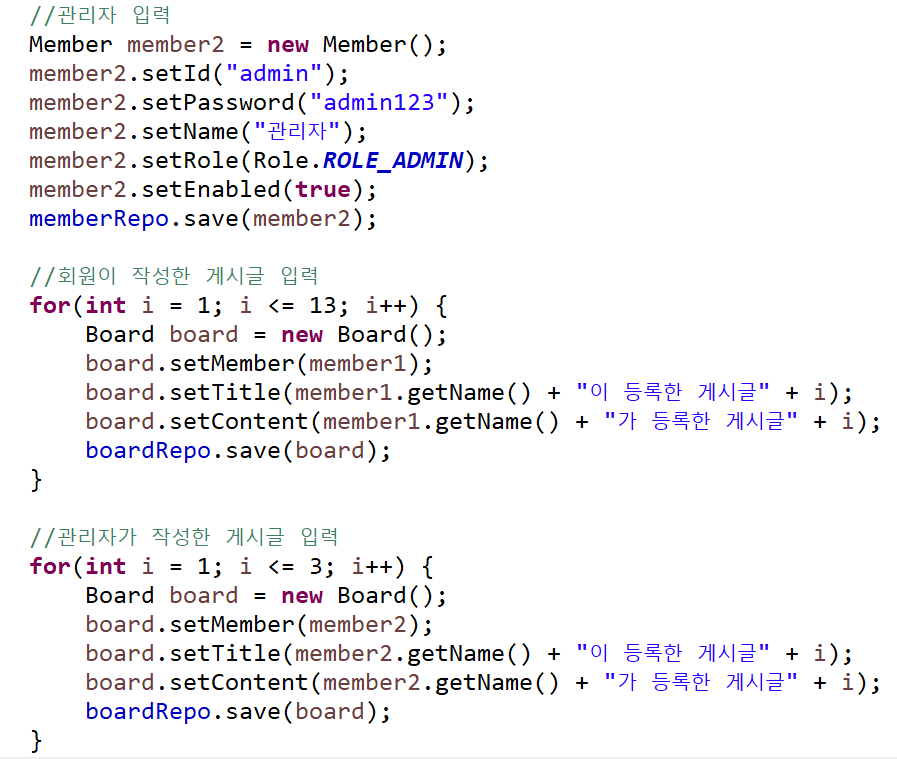 //관리자 입력
Member member2 = new Member();
member2.setId("admin");
member2.setPassword("admin123");
member2.setName("관리자");
member2.setRole(Role.ROLE_ADMIN);
member2.setEnabled(true);
memberRepo.save(member2);
//회원이 작성한 게시글 입력
for(int i = 1; i <= 13; i++) {
Board board = new Board();
board.setMember(member1);
board.setTitle(member1.getName() + "이 등록한 게시글" + i);
board.setContent(member1.getName() + "가 등록한 게시글" + i);
boardRepo.save(board);
}
//관리자가 작성한 게시글 입력
for(int i = 1; i <= 3; i++) {
Board board = new Board();
board.setMember(member2);
board.setTitle(member2.getName() + "이 등록한 게시글" + i);
board.setContent(member2.getName() + "가 등록한 게시글" + i);
boardRepo.save(board);
}